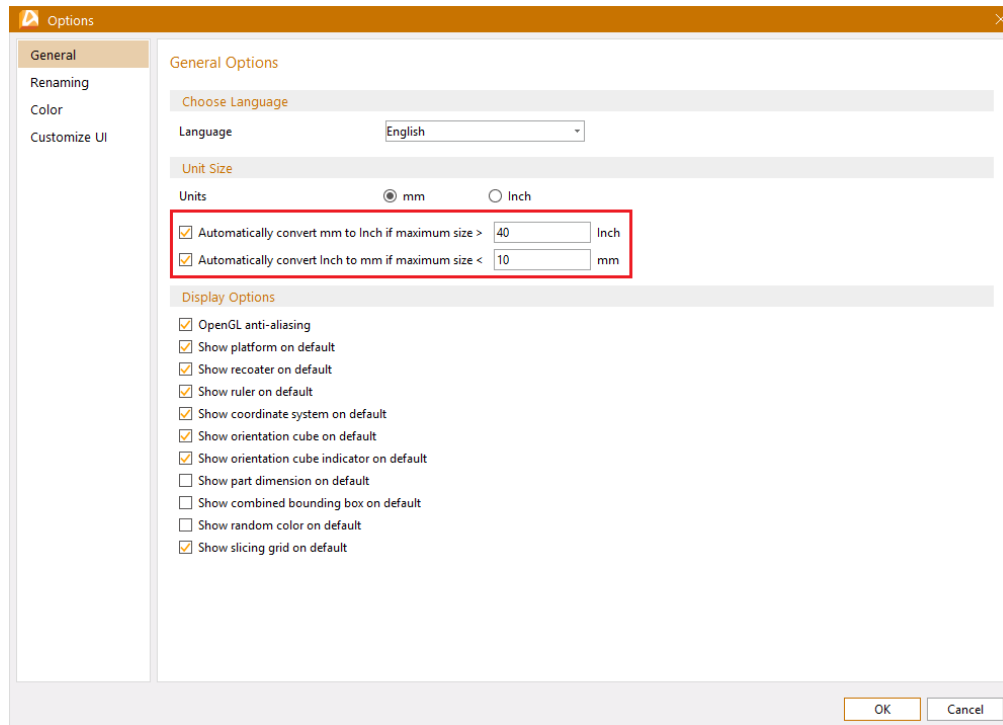 Options
General
Renaming
Color
Customize UI
General Options
Choose Language
Language English
Unit Size
Units mm Inch
Automatically convert mm to Inch if maximum size > 40 Inch
Automatically convert Inch to mm if maximum size < 10 mm
Display Options
OpenGL anti-aliasing
Show platform on default
Show recoater on default
Show ruler on default
Show coordinate system on default
Show orientation cube on default
Show orientation cube indicator on default
Show part dimension on default
Show combined bounding box on default
Show random color on default
Show slicing grid on default
OK Cancel